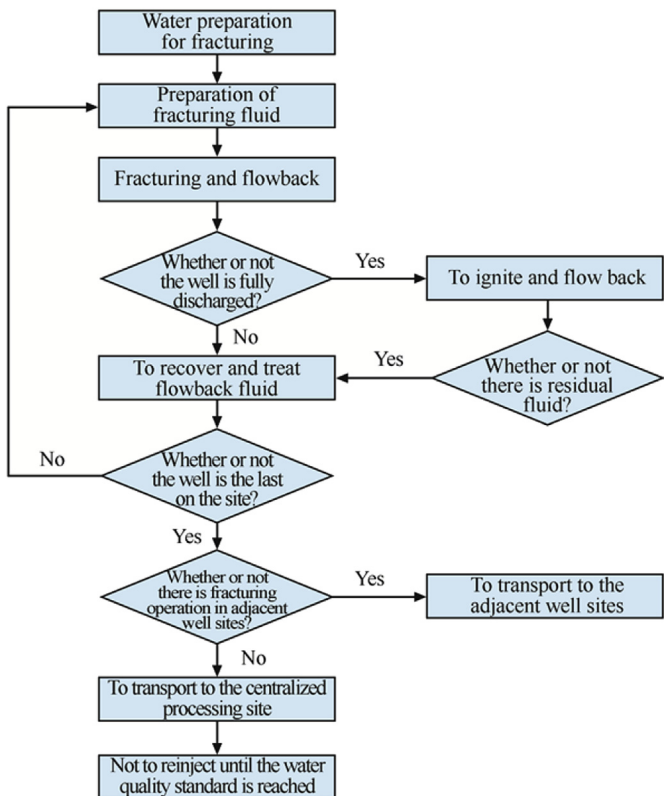 Water preparation
for fracturing
Preparation of
fracturing fluid
Fracturing and flowback
Whether or not
the well is fully
discharged?
Yes
To ignite and flow back
No
To recover and treat
flowback fluid
Yes
Whether or not
there is residual
fluid?
No
Whether or not
the well is the last
on the site?
Yes
Whether or not
there is fracturing
operation in adjacent
well sites?
Yes
To transport to the
adjacent well sites
No
To transport to the centralized
processing site
Not to reinject until the water
quality standard is reached